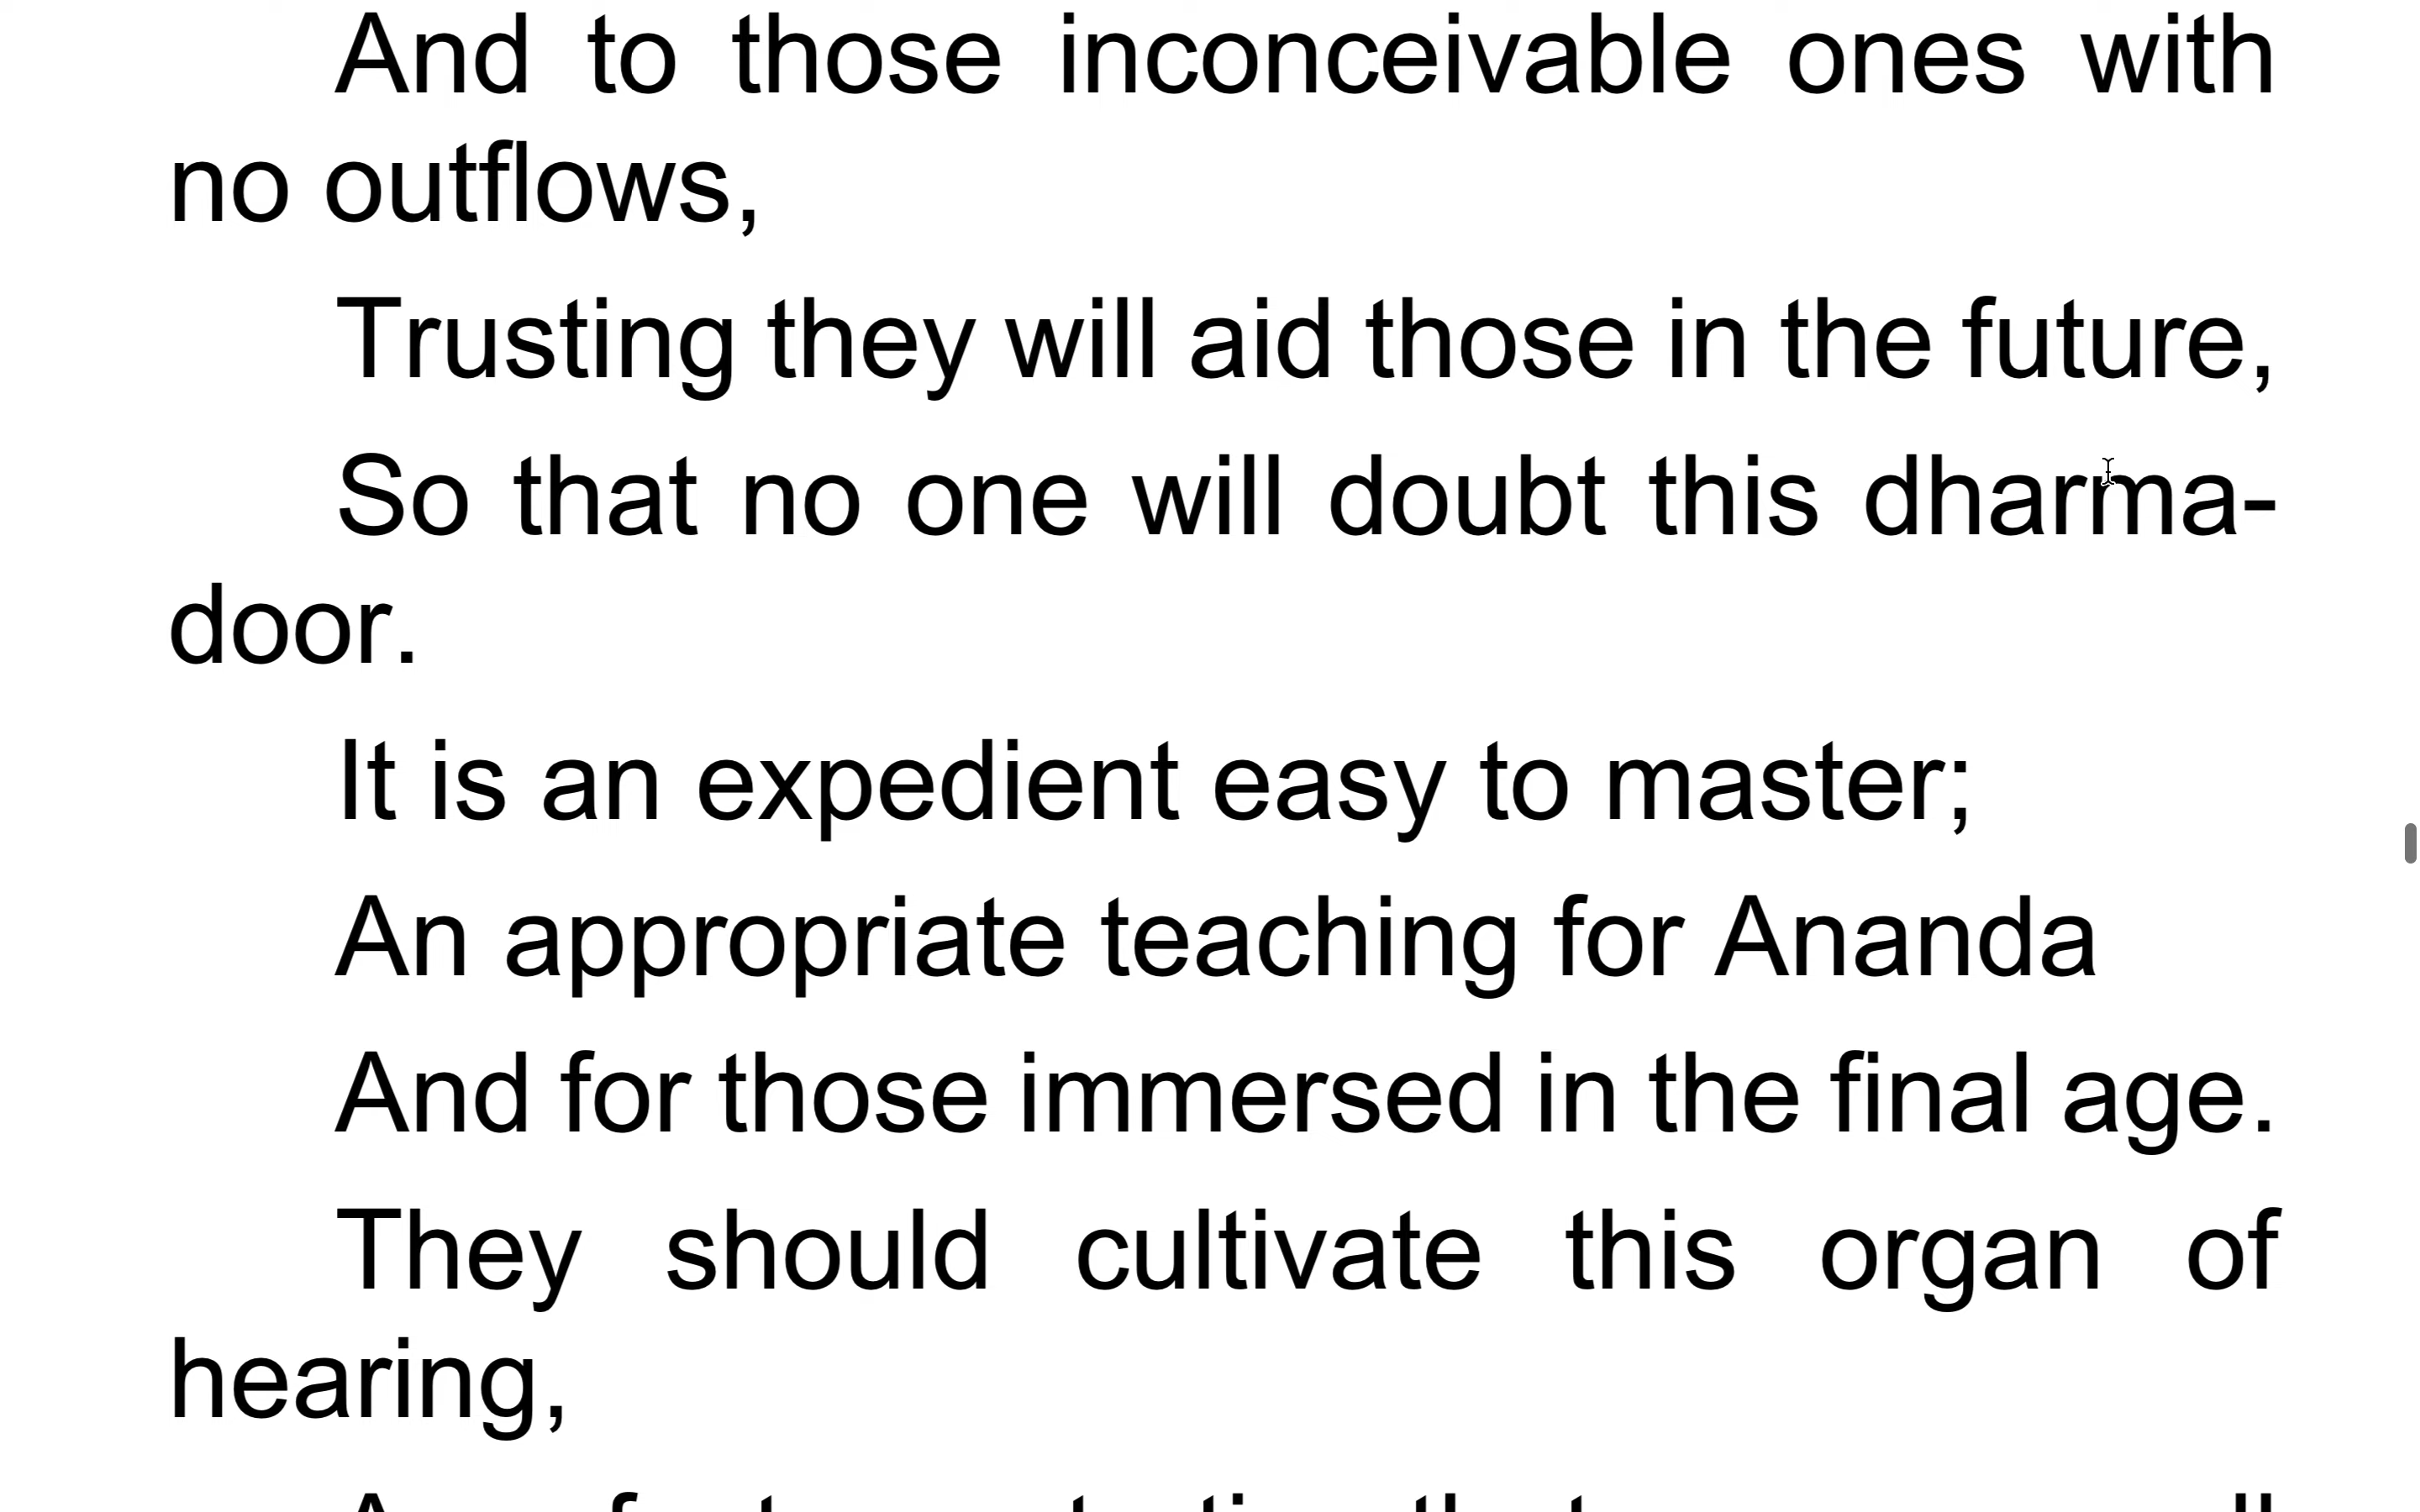 And to those inconceivable ones with
no outflows,
Trusting they will aid those in the future,
So that no one will doubt this dharma-
door.
It is an expedient easy to master;
An appropriate teaching for Ananda
And for those immersed in the final age.
They should cultivate this organ of
hearing,